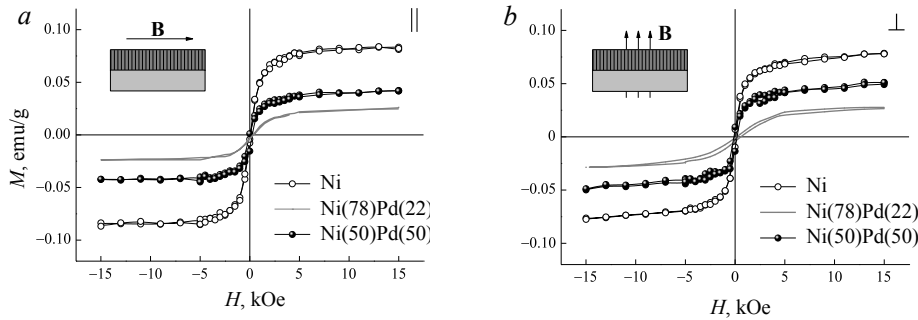 a
B
||
0.10
0.05
0.00
−0.05
−0.10
M, emu/g
Ni
Ni(78)Pd(22)
Ni(50)Pd(50)
−15 −10 −5 0 5 10 15
H, kOe
b
B
⊥
0.10
0.05
0
−0.05
−0.10
Ni
Ni(78)Pd(22)
Ni(50)Pd(50)
−15 −10 −5 0 5 10 15
H, kOe